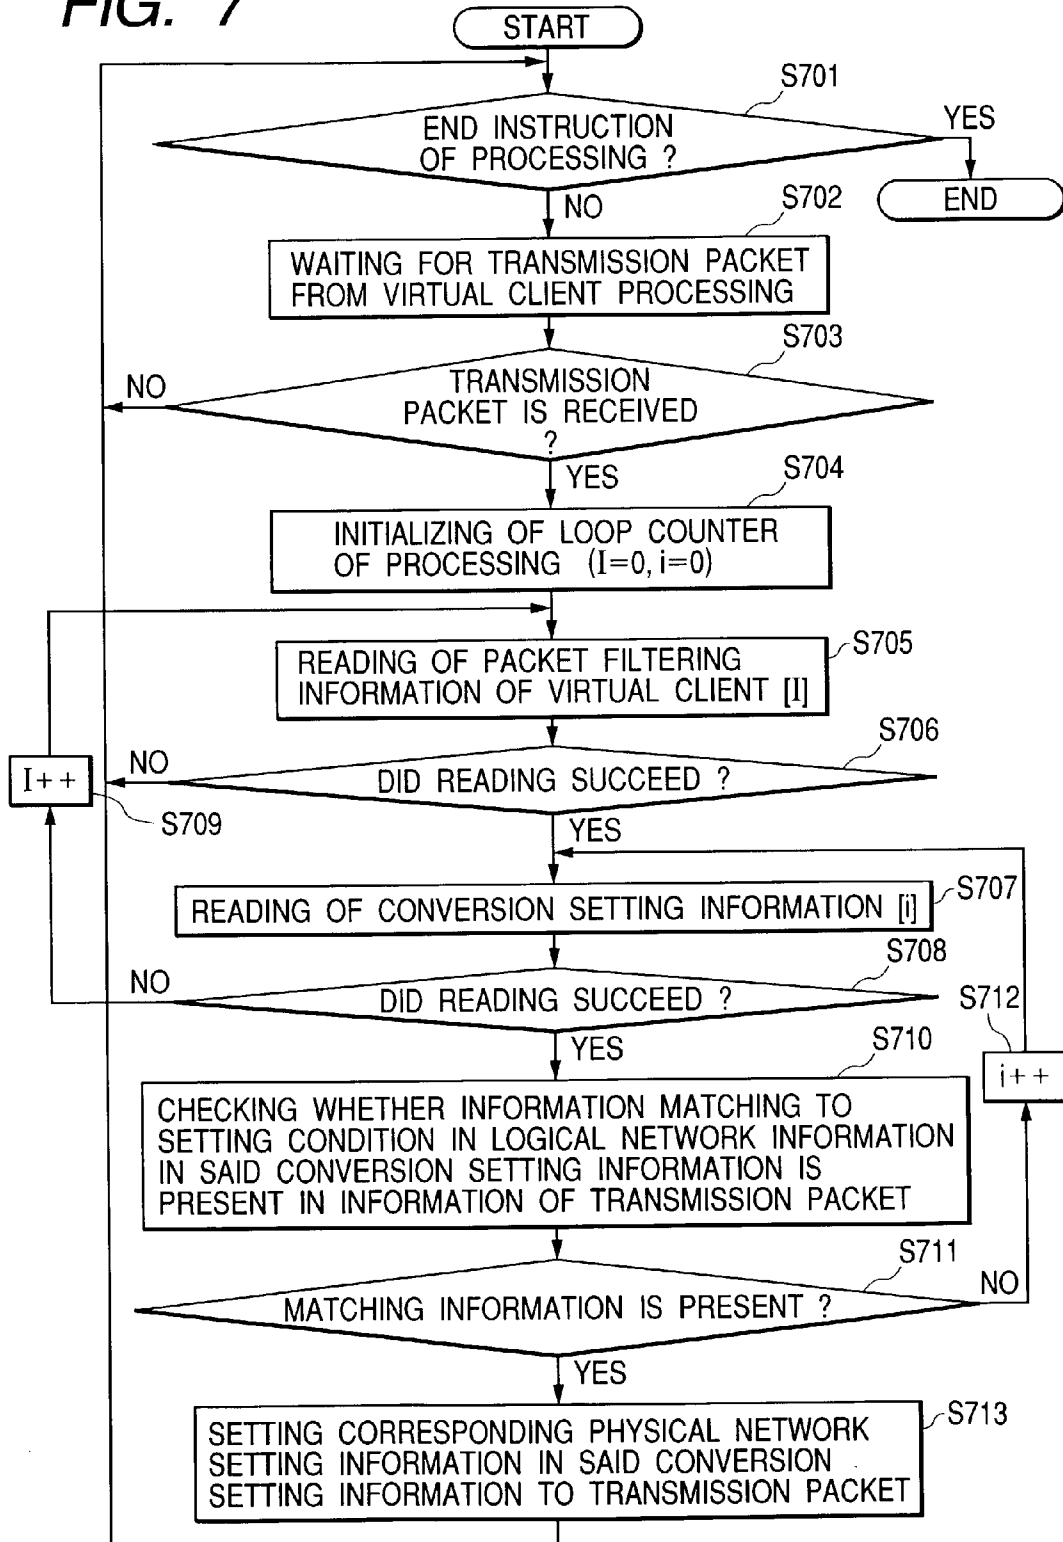 FIG. 7
START
S701
END INSTRUCTION
OF PROCESSING ?
YES
END
NO
S702
WAITING FOR TRANSMISSION PACKET
FROM VIRTUAL CLIENT PROCESSING
S703
NO
TRANSMISSION
PACKET IS RECEIVED
?
YES
S704
INITIALIZING OF LOOP COUNTER
OF PROCESSING (I=0, i=0)
S705
READING OF PACKET FILTERING
INFORMATION OF VIRTUAL CLIENT [I]
S706
NO
DID READING SUCCEED ?
I++
S709
YES
S707
READING OF CONVERSION SETTING INFORMATION [i]
S708
NO
DID READING SUCCEED ?
S712
YES
S710
i++
CHECKING WHETHER INFORMATION MATCHING TO
SETTING CONDITION IN LOGICAL NETWORK INFORMATION
IN SAID CONVERSION SETTING INFORMATION IS
PRESENT IN INFORMATION OF TRANSMISSION PACKET
S711
NO
MATCHING INFORMATION IS PRESENT ?
YES
S713
SETTING CORRESPONDING PHYSICAL NETWORK
SETTING INFORMATION IN SAID CONVERSION
SETTING INFORMATION TO TRANSMISSION PACKET